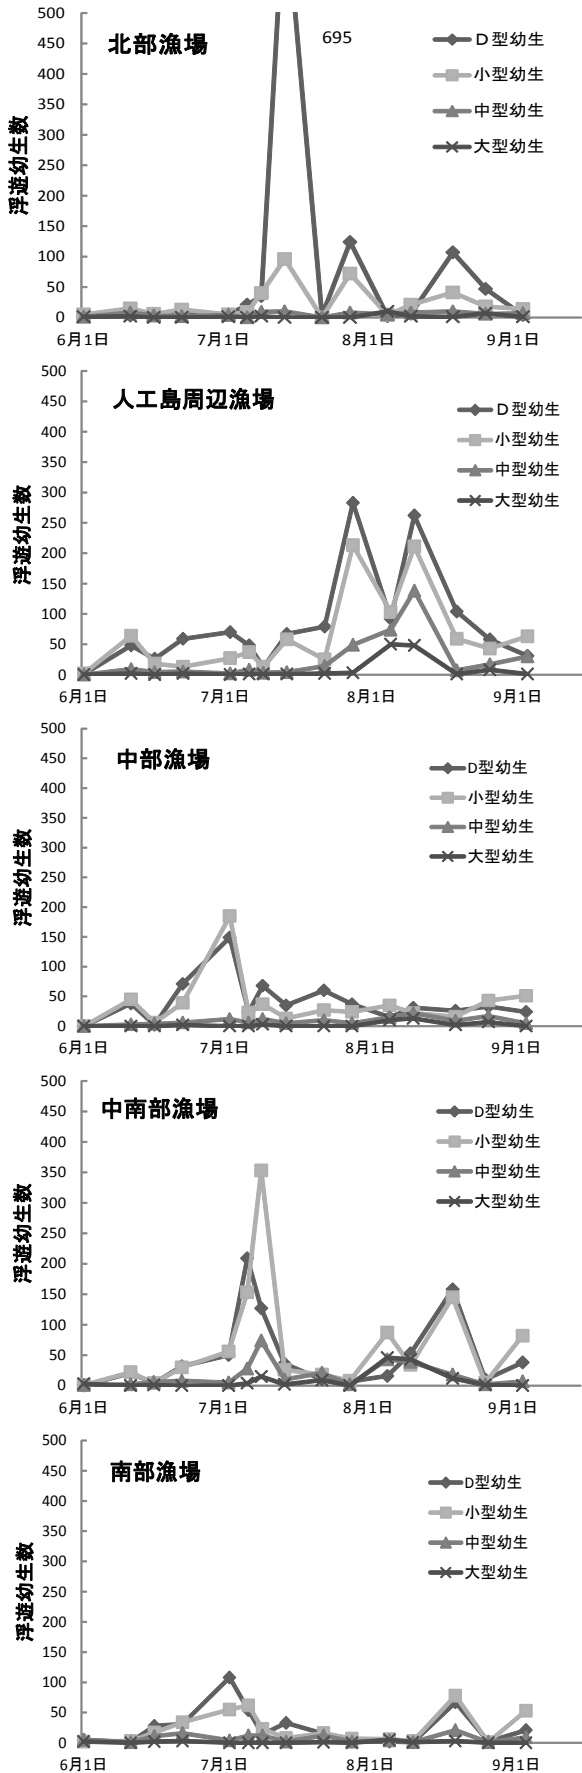 北部漁場
695
D型幼生
小型幼生
中型幼生
大型幼生
浮遊幼生数
500
450
400
350
300
250
200
150
100
50
0
6月1日 7月1日 8月1日 9月1日
人工島周辺漁場
D型幼生
小型幼生
中型幼生
大型幼生
浮遊幼生数
500
450
400
350
300
250
200
150
100
50
0
6月1日 7月1日 8月1日 9月1日
中部漁場
D型幼生
小型幼生
中型幼生
大型幼生
浮遊幼生数
500
450
400
350
300
250
200
150
100
50
0
6月1日 7月1日 8月1日 9月1日
中南部漁場
D型幼生
小型幼生
中型幼生
大型幼生
浮遊幼生数
500
450
400
350
300
250
200
150
100
50
0
6月1日 7月1日 8月1日 9月1日
南部漁場
D型幼生
小型幼生
中型幼生
大型幼生
浮遊幼生数
500
450
400
350
300
250
200
150
100
50
0
6月1日 7月1日 8月1日 9月1日